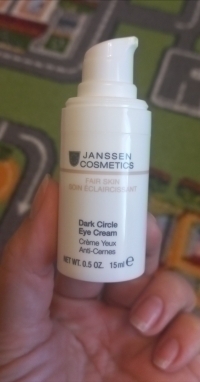 JANSSEN
COSMETICS
FAIR SKIN
SOIN ÉCLAIRCISSANT
Dark Circle
Eye Cream
Crème Yeux
Anti-Cernes
NET WT. 0.5 OZ. 15ml ℮